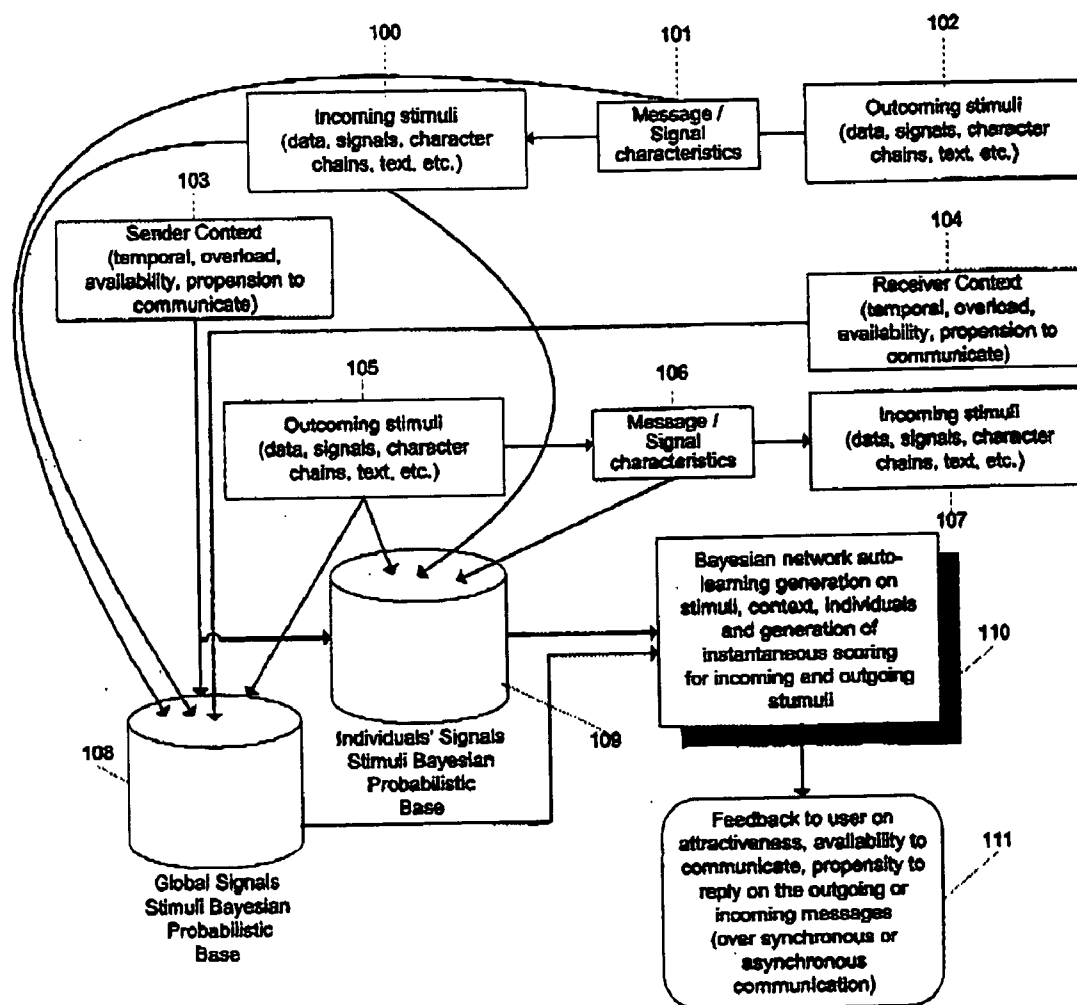 100
101
102
Incoming stimuli
(data, signals, character
chains, text, etc.)
Message /
Signal
characteristics
Outcoming stimuli
(data, signals, character
chains, text, etc.)
103
Sender Context
(temporal, overload,
availability, propension to
communicate)
104
Receiver Context
(temporal, overload,
availability, propension to
communicate)
105
Outcoming stimuli
(data, signals, character
chains, text, etc.)
106
Message /
Signal
characteristics
Incoming stimuli
(data, signals, character
chains, text, etc.)
107
Bayesian network auto-
learning generation on
stimuli, context, individuals
and generation of
instantaneous scoring
for incoming and outgoing
stumuli
110
108
Global Signals
Stimuli Bayesian
Probabilistic
Base
Individuals' Signals
Stimuli Bayesian
Probabilistic
Base
109
Feedback to user on
attractiveness, availability to
communicate, propensity to
reply on the outgoing or
incoming messages
(over synchronous or
asynchronous
communication)
111